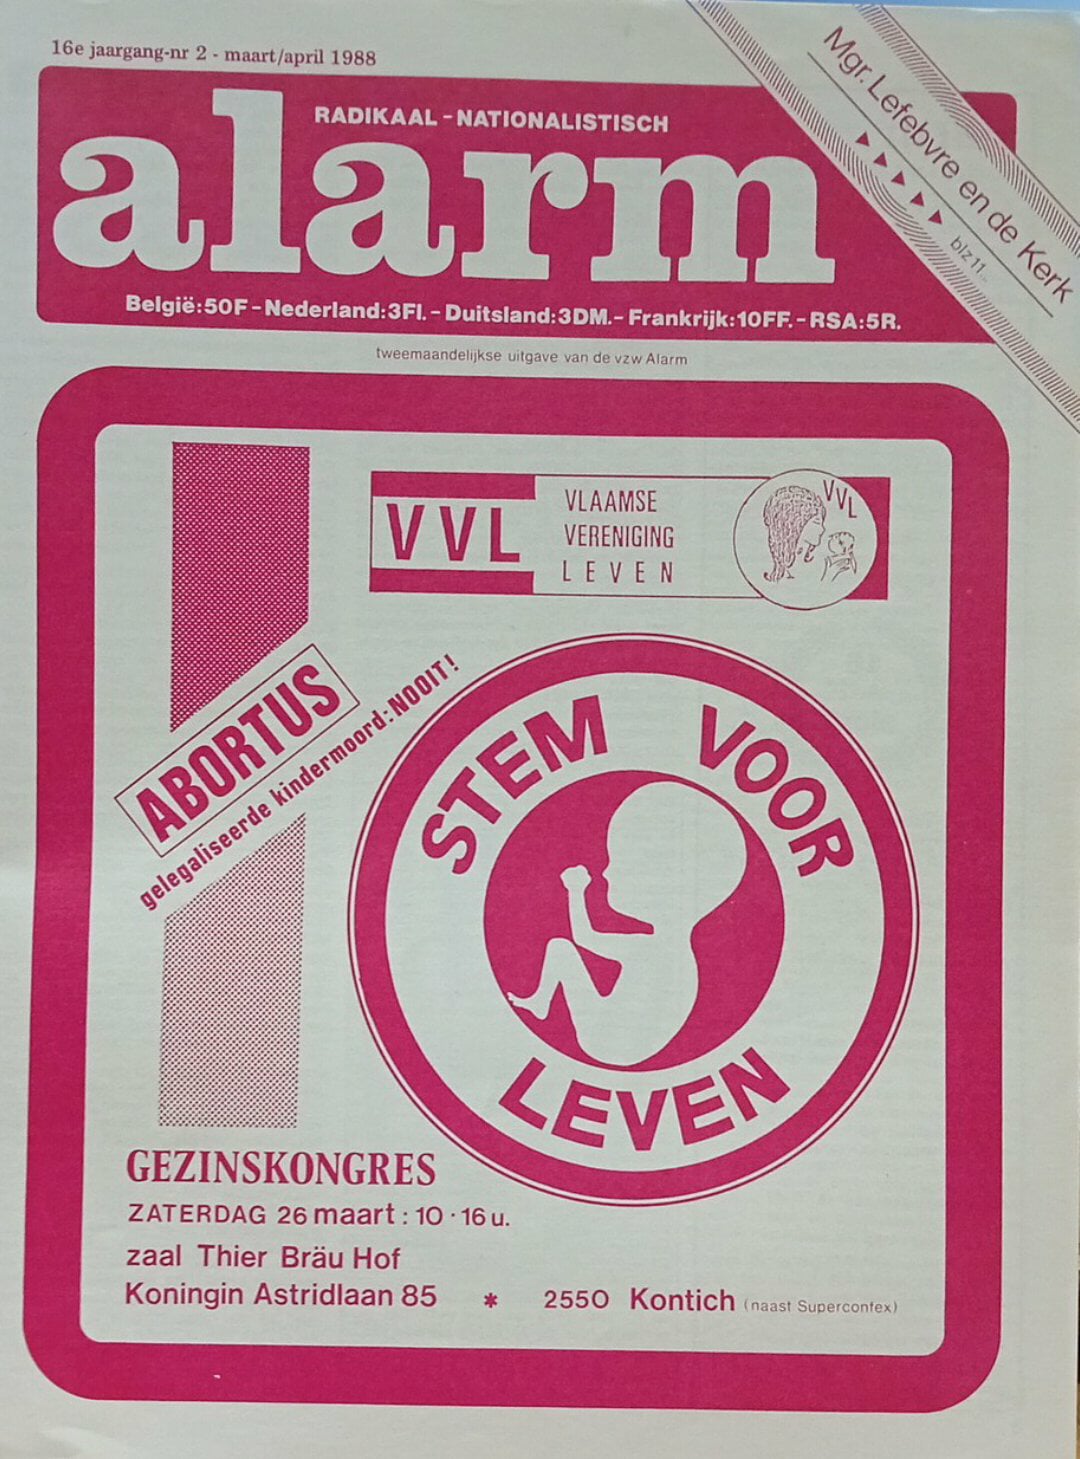 16e jaargang-nr 2 - maart/april 1988
Mgr. Lefebvre en de Kerk
blz 11...
RADIKAAL - NATIONALISTISCH
alarm
België:50F - Nederland:3Fl. - Duitsland:3DM. - Frankrijk:10FF. - RSA:5R.
tweemaandelijkse uitgave van de vzw Alarm
VVL
VLAAMSE
VERENIGING
LEVEN
VVL
ABORTUS
gelegaliseerde kindermoord: NOOIT!
STEM VOOR
LEVEN
GEZINSKONGRES
ZATERDAG 26 maart : 10 · 16 u.
zaal Thier Bräu Hof
Koningin Astridlaan 85 * 2550 Kontich (naast Superconfex)